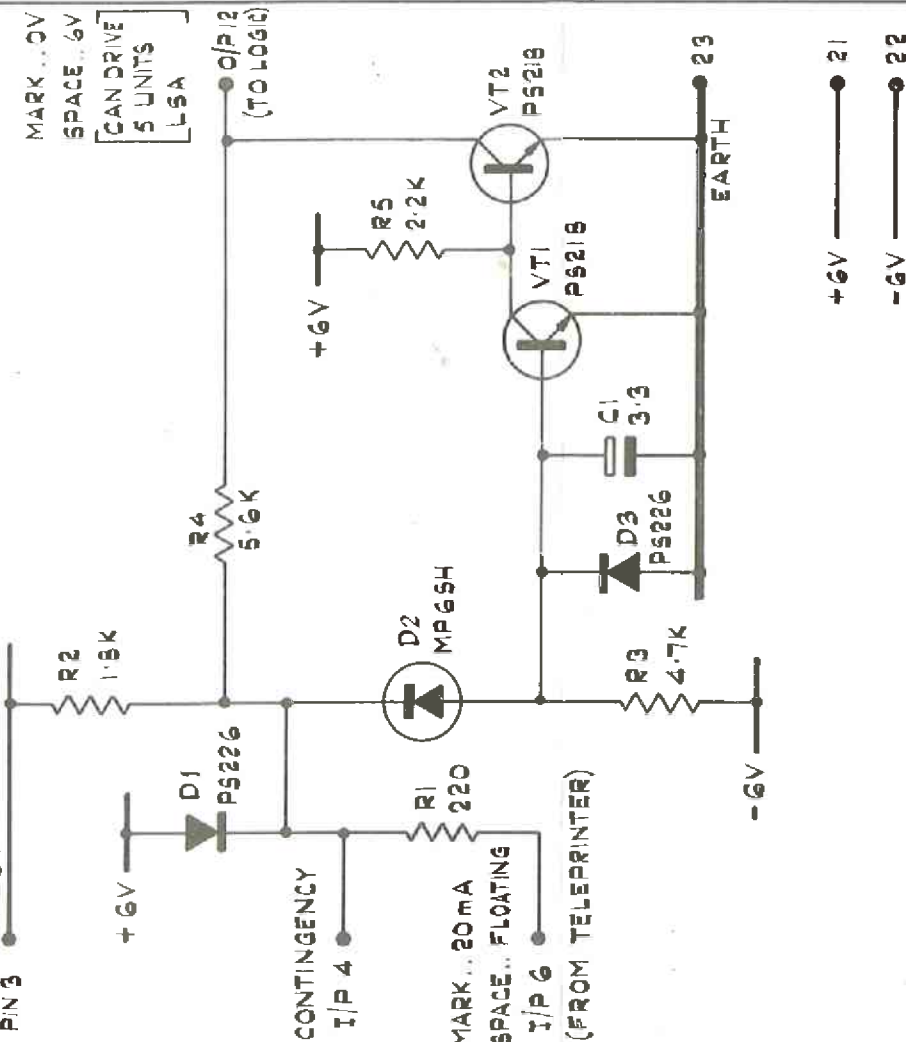 MARK..0V
SPACE..6V
CAN DRIVE
5 UNITS
LSA
O/P12
(TO LOGIC)
PIN 3
R2
1·8K
R4
5·6K
+6V
D1
PS226
+6V
R5
2·2K
VT2
PS218
VT1
PS218
CONTINGENCY
I/P 4
R1
220
D2
MP6SH
MARK..20mA
SPACE..FLOATING
I/P 6
(FROM TELEPRINTER)
R3
4·7K
-6V
D3
PS226
C1
3·3
EARTH
23
+6V
21
-6V
22